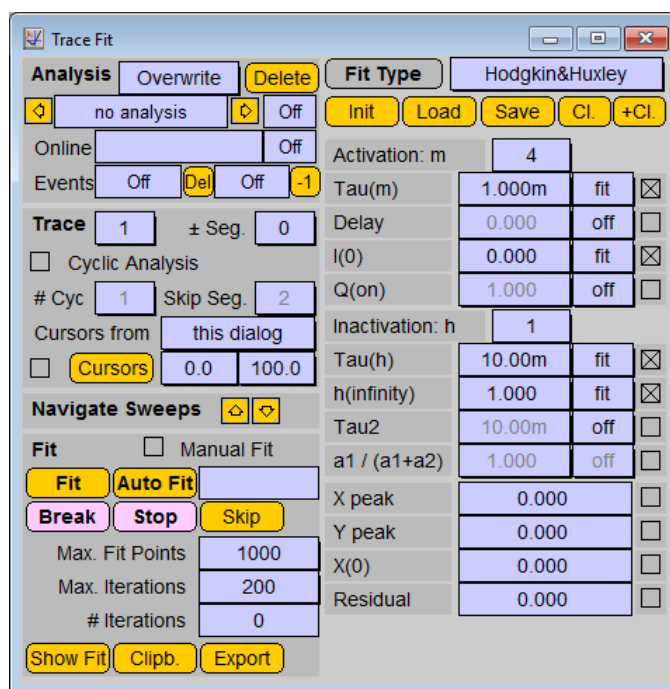 Trace Fit
Analysis Overwrite Delete
no analysis Off
Online Off
Events Off Del Off -1
Trace 1 ± Seg. 0
Cyclic Analysis
# Cyc 1 Skip Seg. 2
Cursors from this dialog
Cursors 0.0 100.0
Navigate Sweeps
Fit Manual Fit
Fit Auto Fit
Break Stop Skip
Max. Fit Points 1000
Max. Iterations 200
# Iterations 0
Show Fit Clipb. Export
Fit Type Hodgkin&Huxley
Init Load Save Cl. +Cl.
Activation: m 4
Tau(m) 1.000m fit
Delay 0.000 off
I(0) 0.000 fit
Q(on) 1.000 off
Inactivation: h 1
Tau(h) 10.00m fit
h(infinity) 1.000 fit
Tau2 10.00m off
a1 / (a1+a2) 1.000 off
X peak 0.000
Y peak 0.000
X(0) 0.000
Residual 0.000